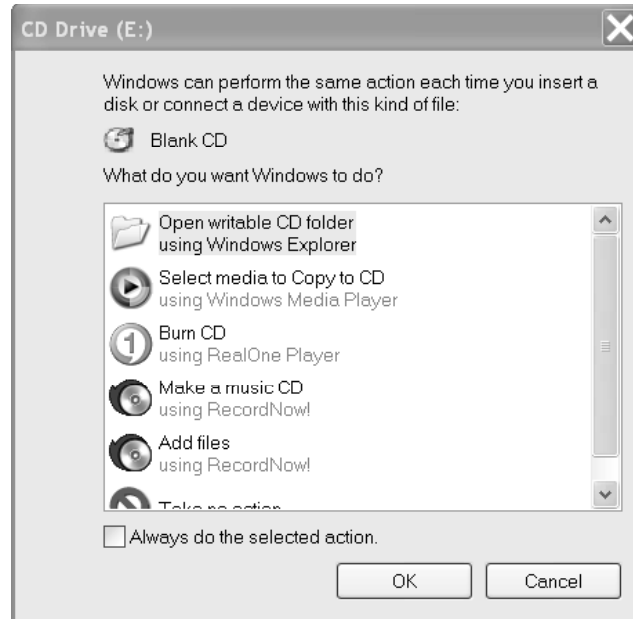 CD Drive (E:)
Windows can perform the same action each time you insert a
disk or connect a device with this kind of file:
Blank CD
What do you want Windows to do?
Open writable CD folder
using Windows Explorer
Select media to Copy to CD
using Windows Media Player
Burn CD
using RealOne Player
Make a music CD
using RecordNow!
Add files
using RecordNow!
Take no action
Always do the selected action.
OK
Cancel